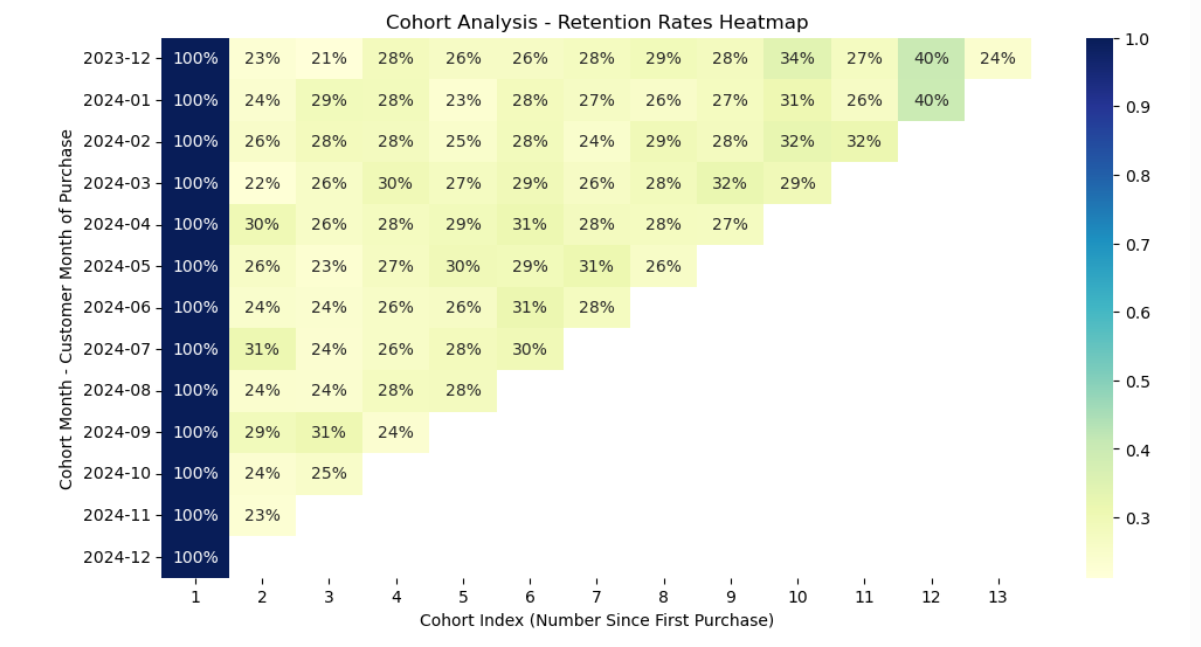 Cohort Analysis - Retention Rates Heatmap
2023-12 100% 23% 21% 28% 26% 26% 28% 29% 28% 34% 27% 40% 24%
2024-01 100% 24% 29% 28% 23% 28% 27% 26% 27% 31% 26% 40%
2024-02 100% 26% 28% 28% 25% 28% 24% 29% 28% 32% 32%
2024-03 100% 22% 26% 30% 27% 29% 26% 28% 32% 29%
2024-04 100% 30% 26% 28% 29% 31% 28% 28% 27%
2024-05 100% 26% 23% 27% 30% 29% 31% 26%
2024-06 100% 24% 24% 26% 26% 31% 28%
2024-07 100% 31% 24% 26% 28% 30%
2024-08 100% 24% 24% 28% 28%
2024-09 100% 29% 31% 24%
2024-10 100% 24% 25%
2024-11 100% 23%
2024-12 100%
1 2 3 4 5 6 7 8 9 10 11 12 13
Cohort Index (Number Since First Purchase)
Cohort Month - Customer Month of Purchase
1.0
0.9
0.8
0.7
0.6
0.5
0.4
0.3